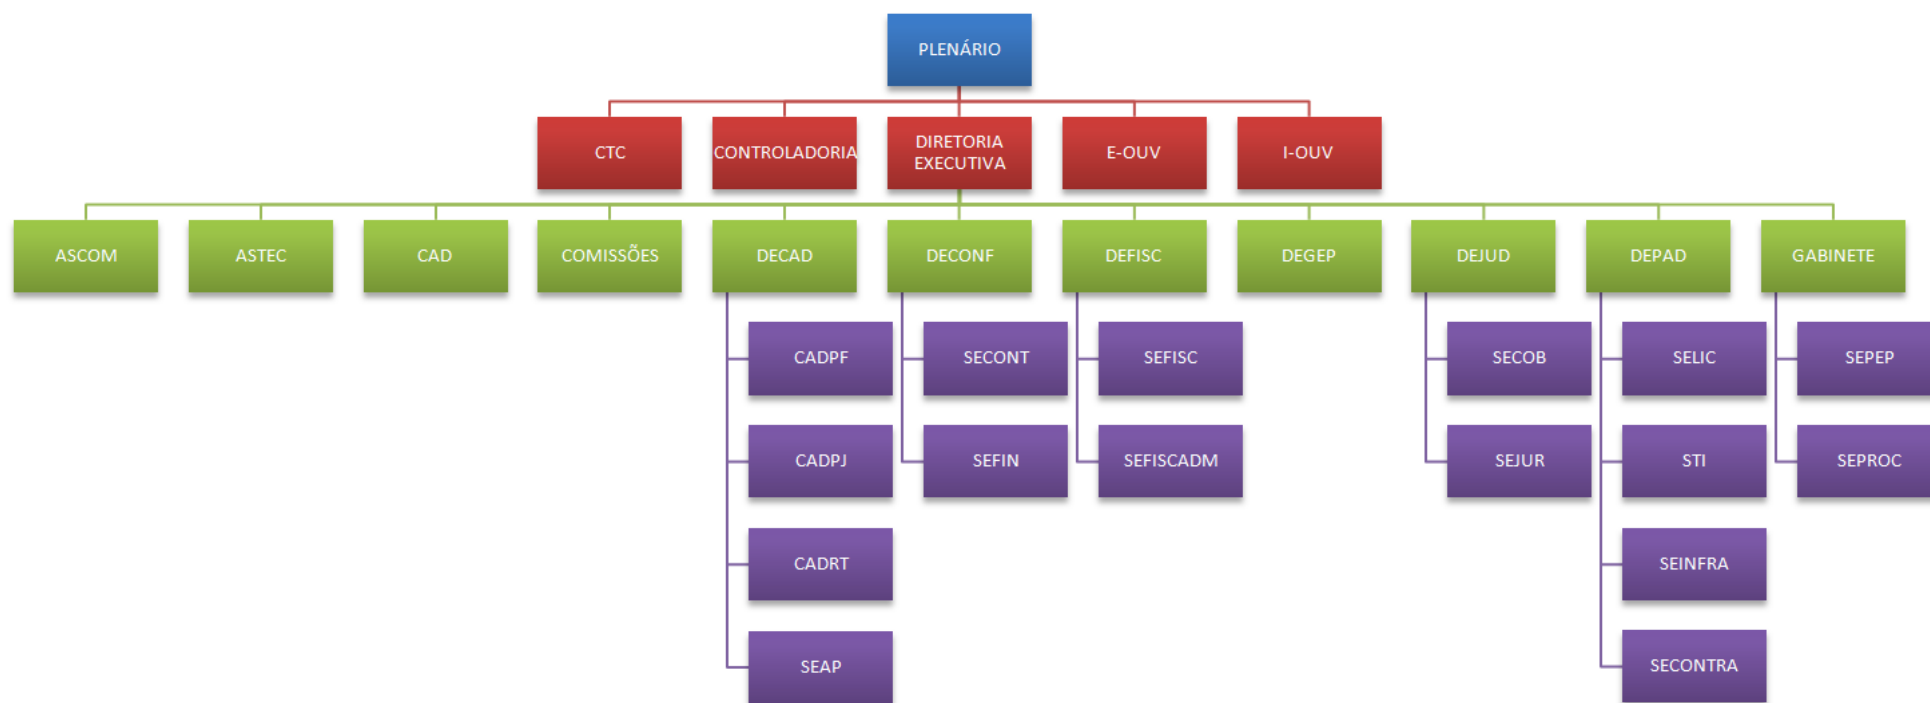 PLENÁRIO
CTC
CONTROLADORIA
DIRETORIA
EXECUTIVA
E-OUV
I-OUV
ASCOM
ASTEC
CAD
COMISSÕES
DECAD
DECONF
DEFISC
DEGEP
DEJUD
DEPAD
GABINETE
CADPF
SECONT
SEFISC
SECOB
SELIC
SEPEP
CADPJ
SEFIN
SEFISCADM
SEJUR
STI
SEPROC
CADRT
SEINFRA
SEAP
SECONTRA